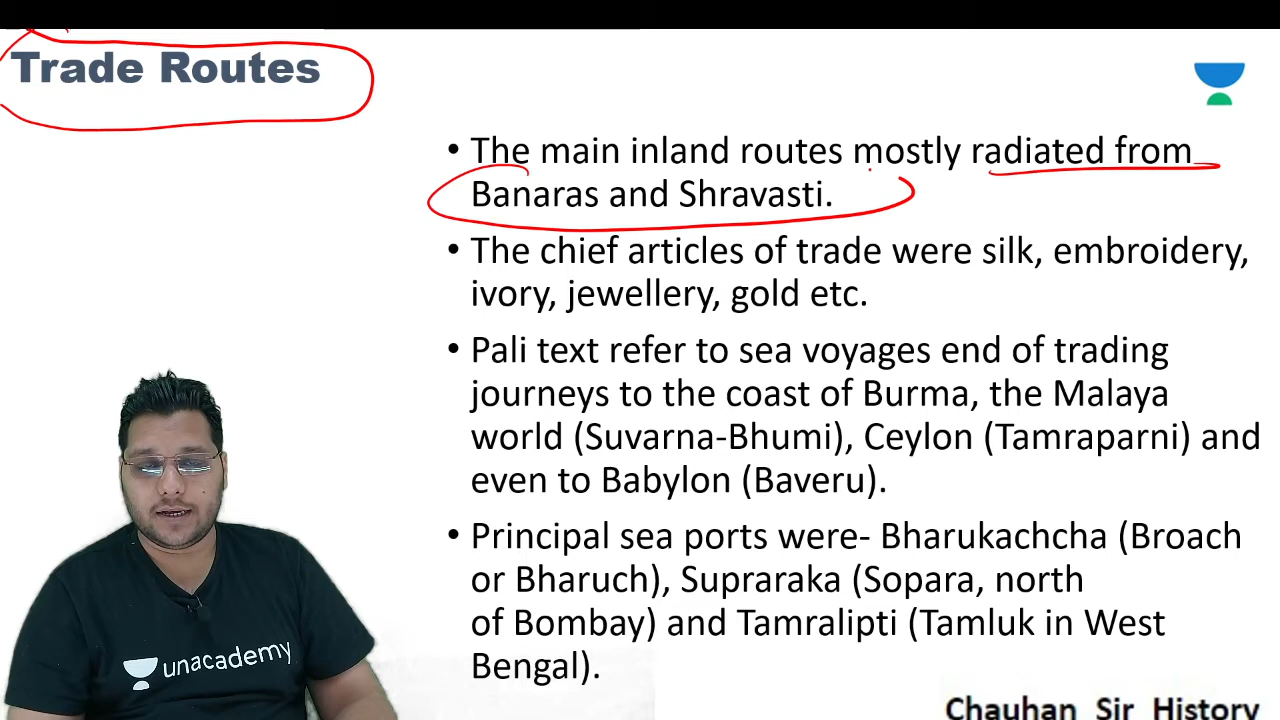 Trade Routes
• The main inland routes mostly radiated from
Banaras and Shravasti.
• The chief articles of trade were silk, embroidery,
ivory, jewellery, gold etc.
• Pali text refer to sea voyages end of trading
journeys to the coast of Burma, the Malaya
world (Suvarna-Bhumi), Ceylon (Tamraparni) and
even to Babylon (Baveru).
• Principal sea ports were- Bharukachcha (Broach
or Bharuch), Supraraka (Sopara, north
of Bombay) and Tamralipti (Tamluk in West
Bengal).
unacademy
Chauhan Sir History